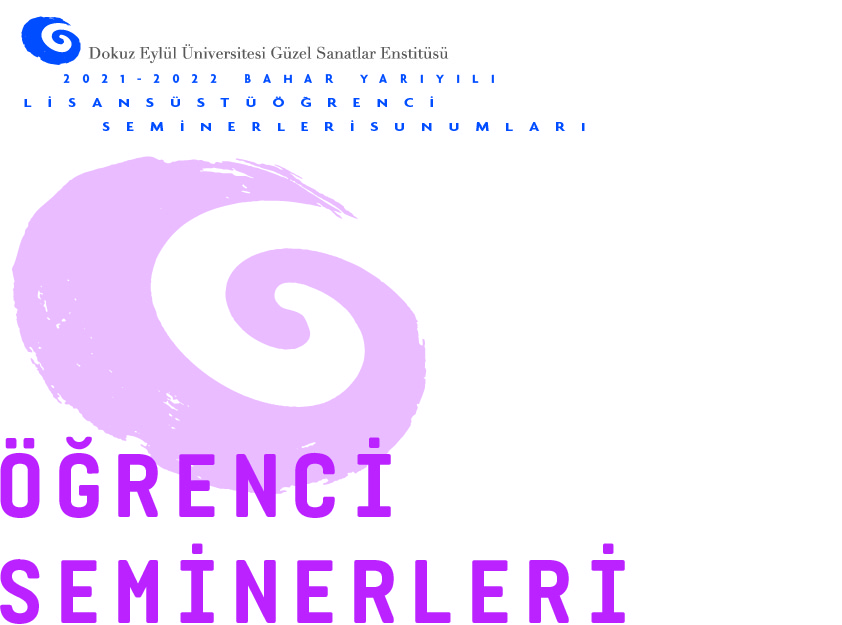 Dokuz Eylül Üniversitesi Güzel Sanatlar Enstitüsü
2021-2022 BAHAR YARIYILI
LİSANSÜSTÜÖĞRENCİ
SEMİNERLERİSUNUMLARI
ÖĞRENCİ
SEMİNERLERİ